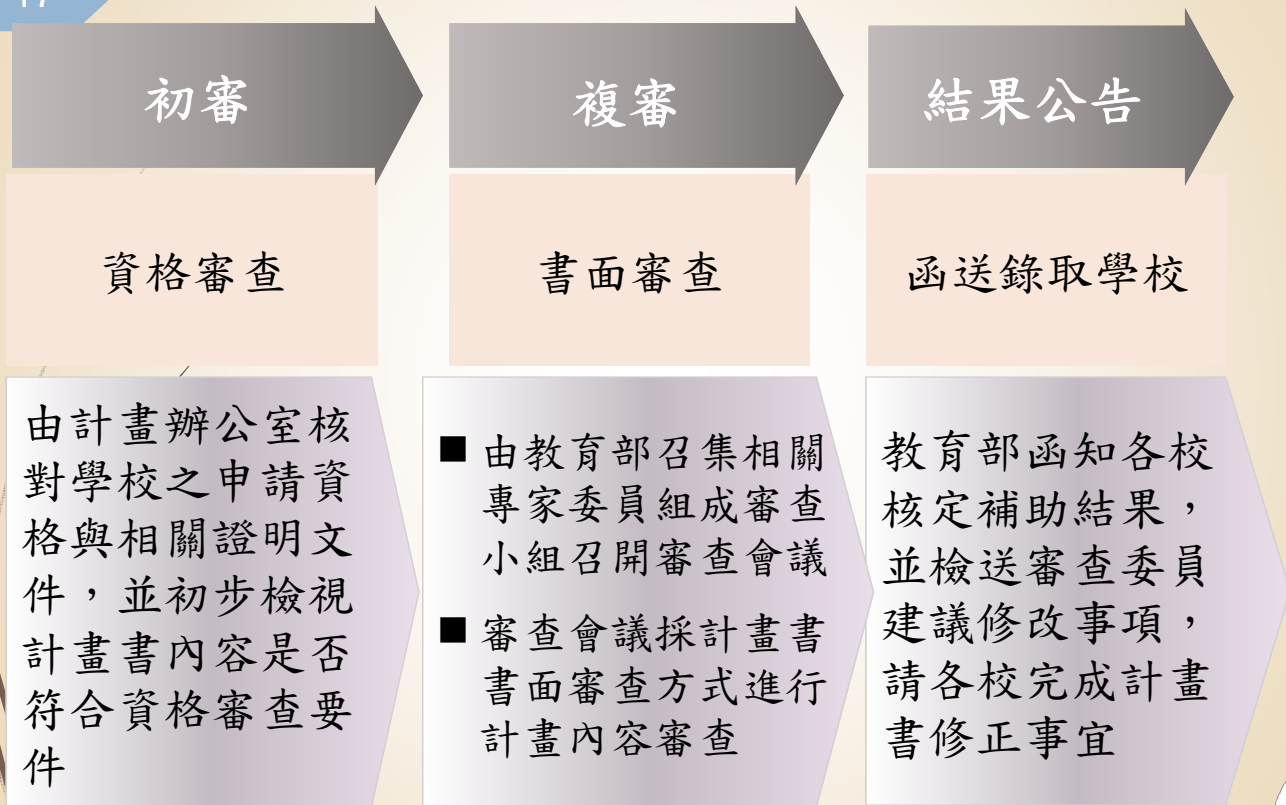 17
初審
複審
結果公告
資格審查
書面審查
函送錄取學校
由計畫辦公室核
對學校之申請資
格與相關證明文
件，並初步檢視
計畫書內容是否
符合資格審查要
件
■ 由教育部召集相關
專家委員組成審查
小組召開審查會議
■ 審查會議採計畫書
書面審查方式進行
計畫內容審查
教育部函知各校
核定補助結果，
並檢送審查委員
建議修改事項，
請各校完成計畫
書修正事宜